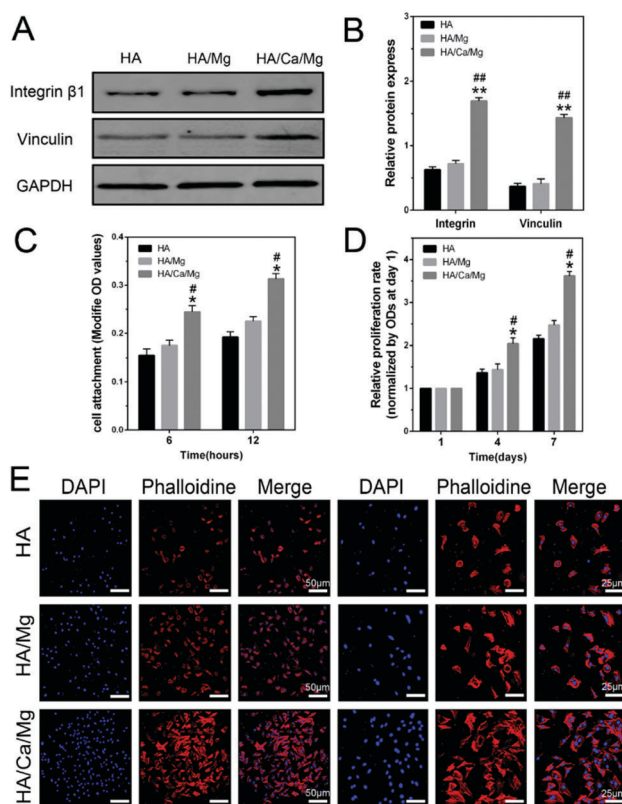 A
HA HA/Mg HA/Ca/Mg
Integrin β1
Vinculin
GAPDH
B
HA
HA/Mg
HA/Ca/Mg
Relative protein express
3
2
1
0
##
**
##
**
Integrin Vinculin
C
HA
HA/Mg
HA/Ca/Mg
cell attachment (Modifie OD values)
0.4
0.3
0.2
0.1
0.0
#
*
#
*
6 12
Time(hours)
D
HA
HA/Mg
HA/Ca/Mg
Relative proliferation rate
(normalized by ODs at day 1)
5
4
3
2
1
0
#
*
#
*
1 4 7
Time(days)
E
DAPI Phalloidine Merge DAPI Phalloidine Merge
HA
50μm 25μm
HA/Mg
50μm 25μm
HA/Ca/Mg
50μm 25μm